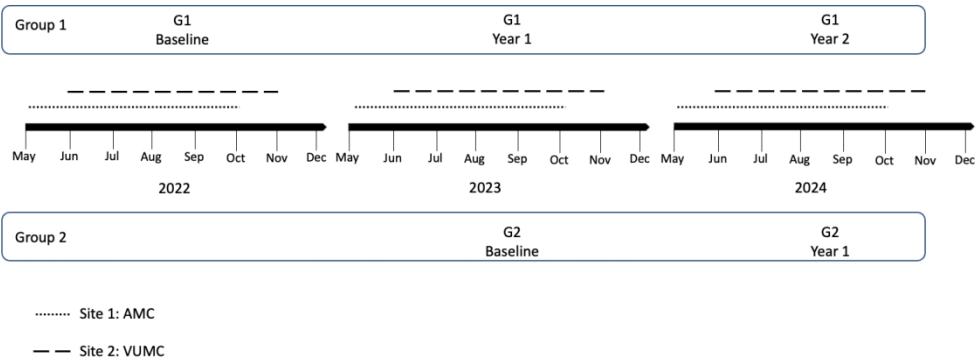 Group 1
G1
Baseline
G1
Year 1
G1
Year 2
May Jun Jul Aug Sep Oct Nov Dec May Jun Jul Aug Sep Oct Nov Dec May Jun Jul Aug Sep Oct Nov Dec
2022 2023 2024
Group 2
G2
Baseline
G2
Year 1
Site 1: AMC
Site 2: VUMC